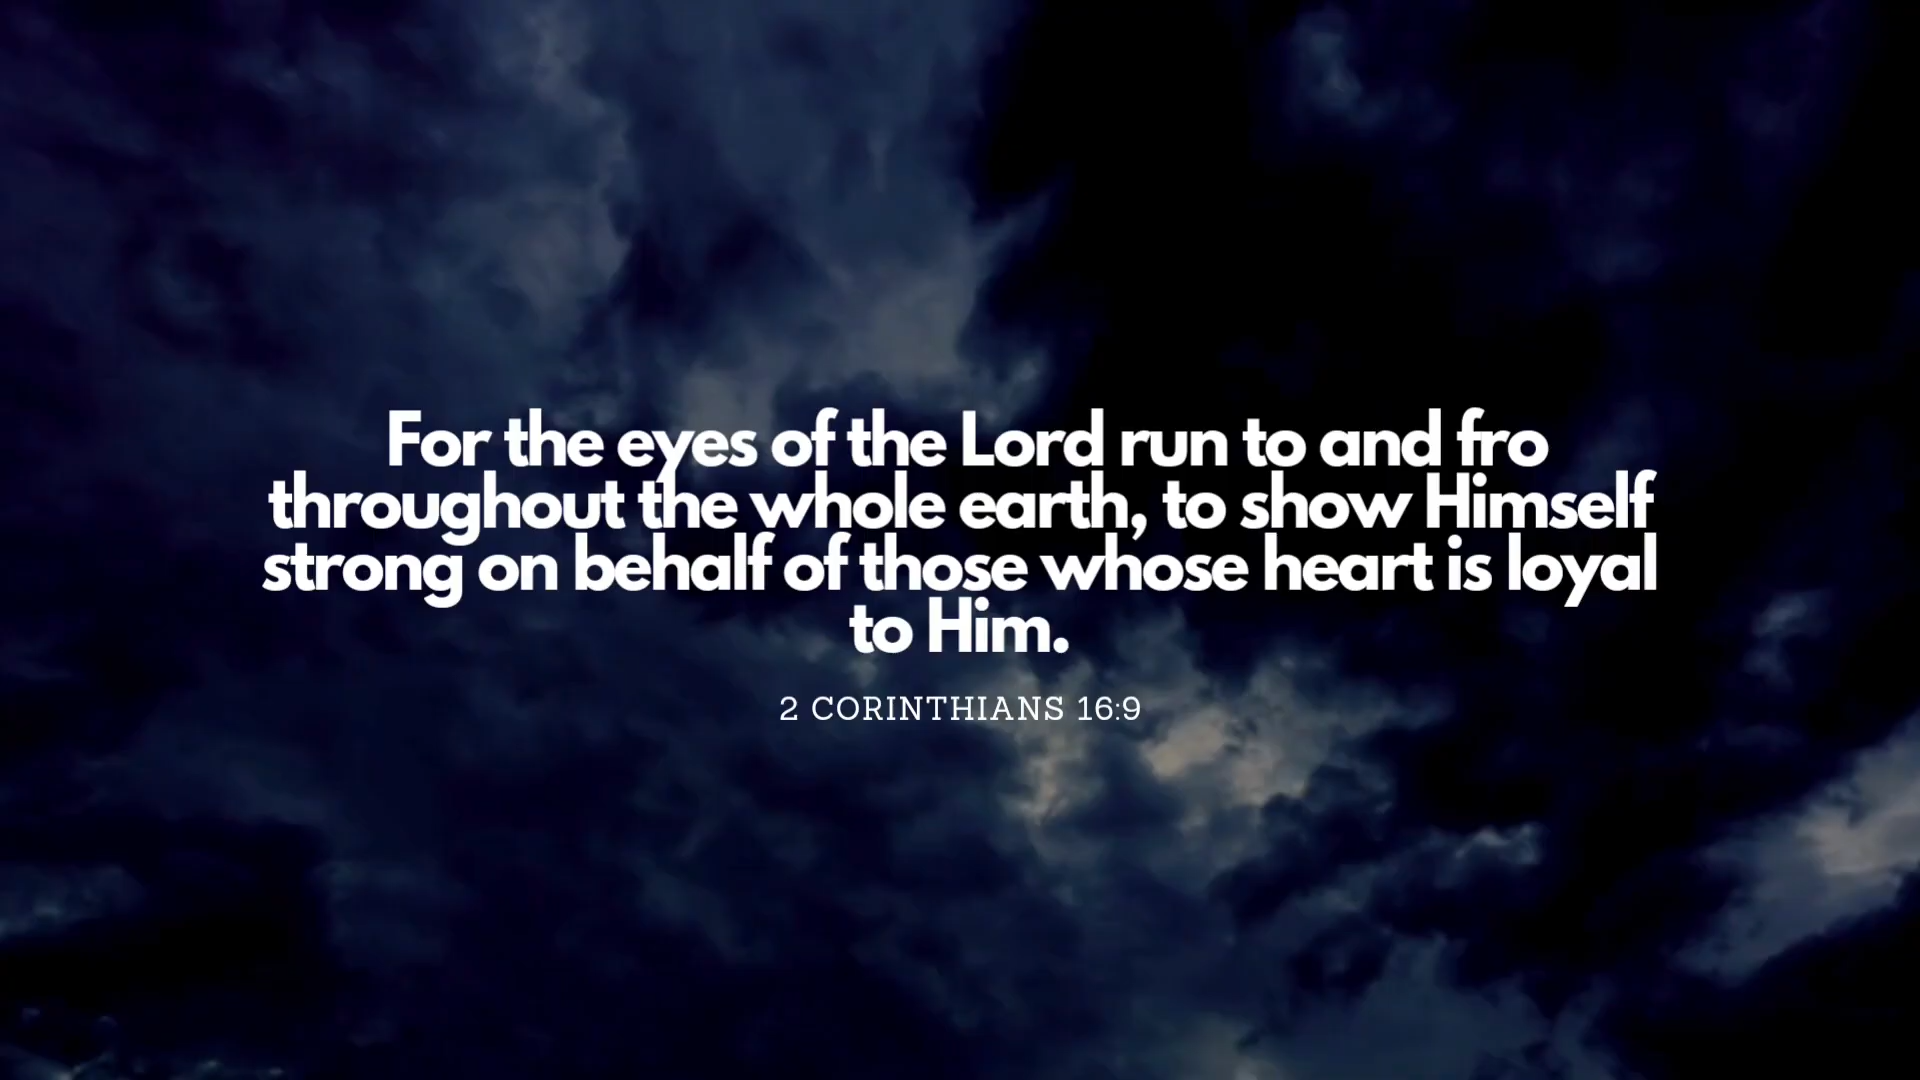 For the eyes of the Lord run to and fro
throughout the whole earth, to show Himself
strong on behalf of those whose heart is loyal
to Him.
2 CORINTHIANS 16:9